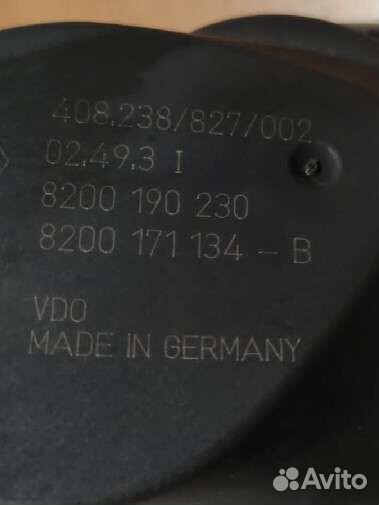 408.238/827/002
02.49.3 I
8200 190 230
8200 171 134 - B
VDO
MADE IN GERMANY
Avito